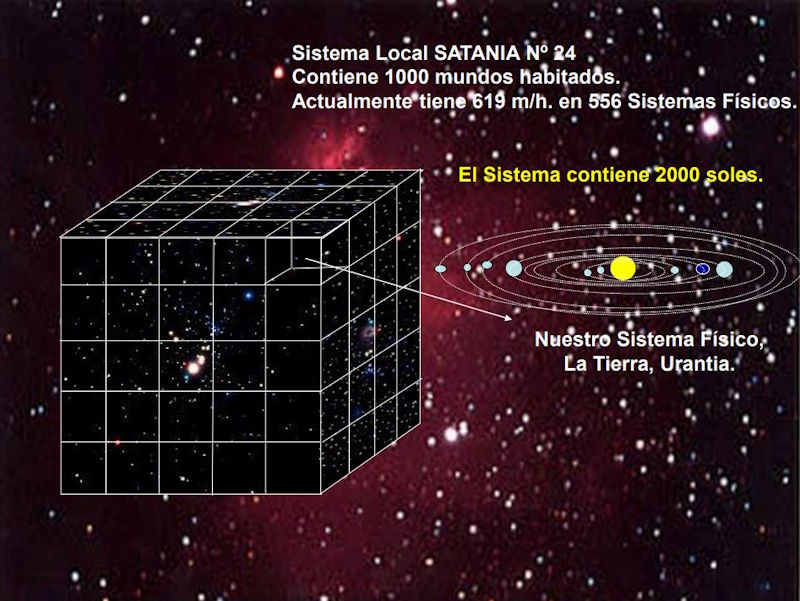 Sistema Local SATANIA Nº 24
Contiene 1000 mundos habitados.
Actualmente tiene 619 m/h. en 556 Sistemas Físicos.
El Sistema contiene 2000 soles.
Nuestro Sistema Físico,
La Tierra, Urantia.